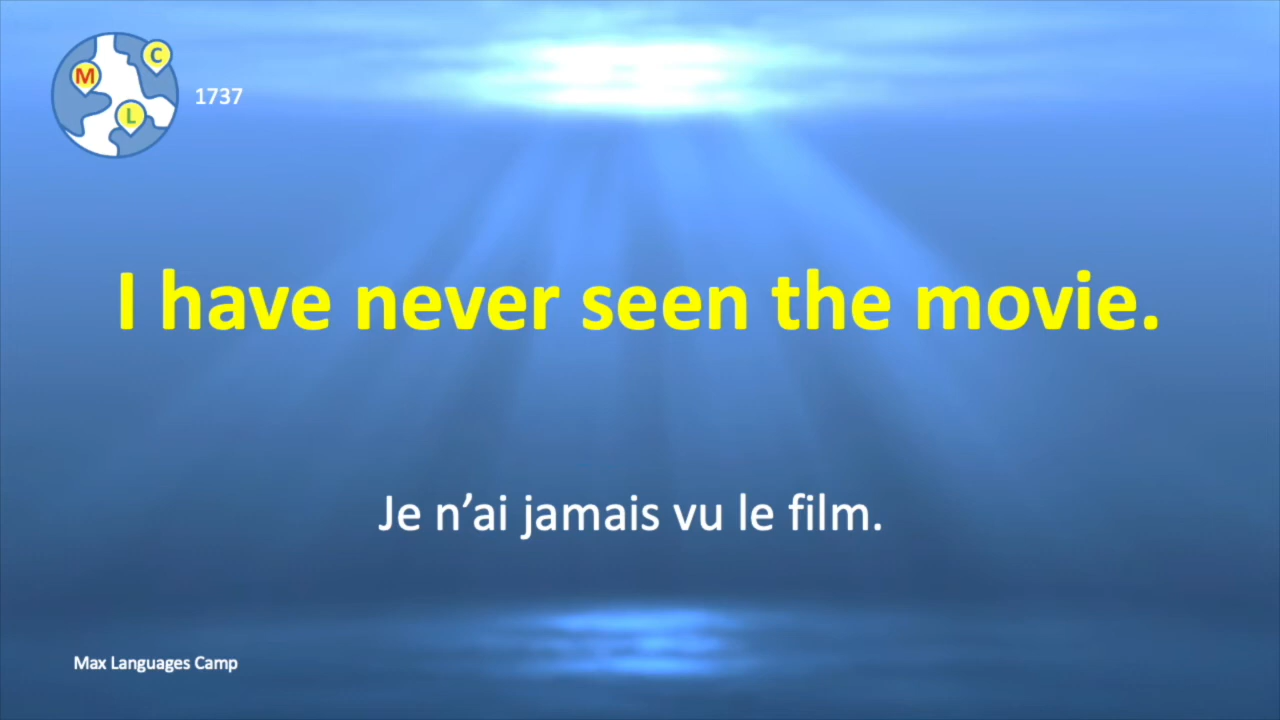 M
C
L
1737
I have never seen the movie.
Je n’ai jamais vu le film.
Max Languages Camp